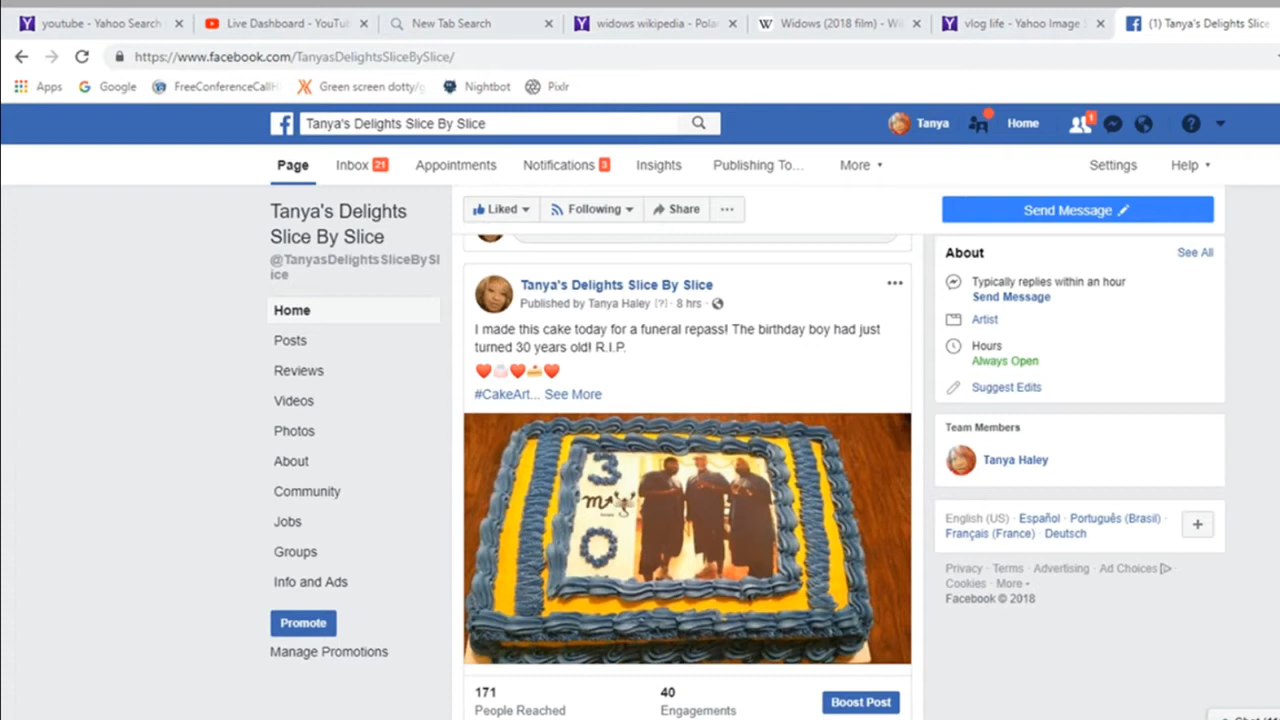 youtube - Yahoo Search
Live Dashboard - YouTu
New Tab Search
widows wikipedia - Pola
Widows (2018 film) - Wi
vlog life - Yahoo Image
(1) Tanya's Delights Slice
https://www.facebook.com/TanyasDelightsSliceBySlice/
Apps
Google
FreeConferenceCallH
Green screen dotty/g
Nightbot
Pixlr
Tanya's Delights Slice By Slice
Tanya
Home
1
Page
Inbox 21
Appointments
Notifications 3
Insights
Publishing To...
More
Settings
Help
Tanya's Delights
Slice By Slice
@TanyasDelightsSliceBySl
ice
Home
Posts
Reviews
Videos
Photos
About
Community
Jobs
Groups
Info and Ads
Promote
Manage Promotions
Liked
Following
Share
...
Send Message
Tanya's Delights Slice By Slice
Published by Tanya Haley [?] · 8 hrs ·
I made this cake today for a funeral repass! The birthday boy had just
turned 30 years old! R.I.P.
#CakeArt... See More
3
0
171
People Reached
40
Engagements
Boost Post
About
See All
Typically replies within an hour
Send Message
Artist
Hours
Always Open
Suggest Edits
Team Members
Tanya Haley
English (US) · Español · Português (Brasil) ·
Français (France) · Deutsch
+
Privacy · Terms · Advertising · Ad Choices ·
Cookies · More
Facebook © 2018